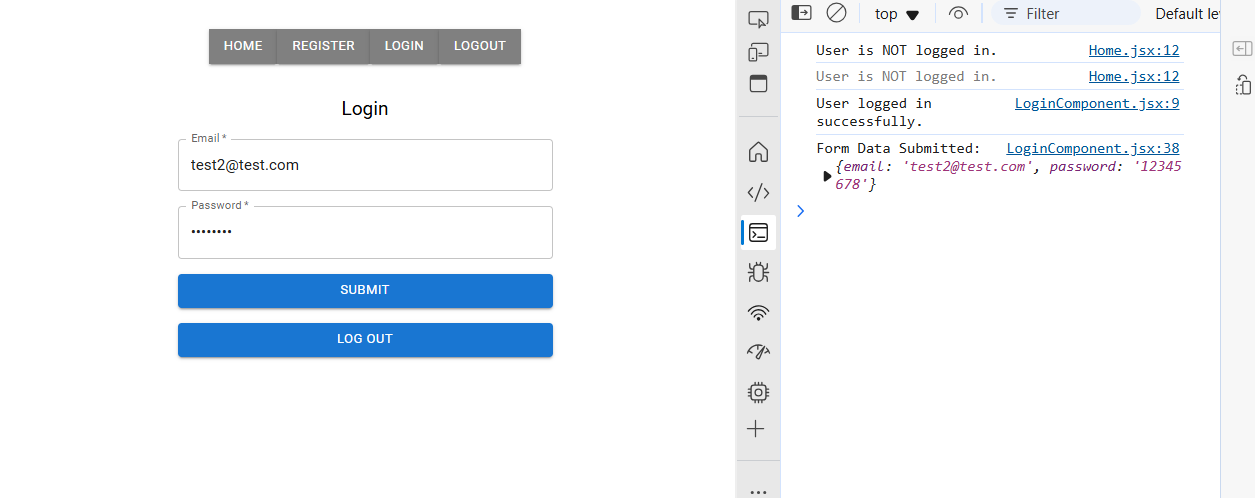 HOME REGISTER LOGIN LOGOUT
Login
Email *
test2@test.com
Password *
••••••••
SUBMIT
LOG OUT
top Filter Default le
User is NOT logged in. Home.jsx:12
User is NOT logged in. Home.jsx:12
User logged in LoginComponent.jsx:9
successfully.
Form Data Submitted: LoginComponent.jsx:38
{email: 'test2@test.com', password: '12345
678'}